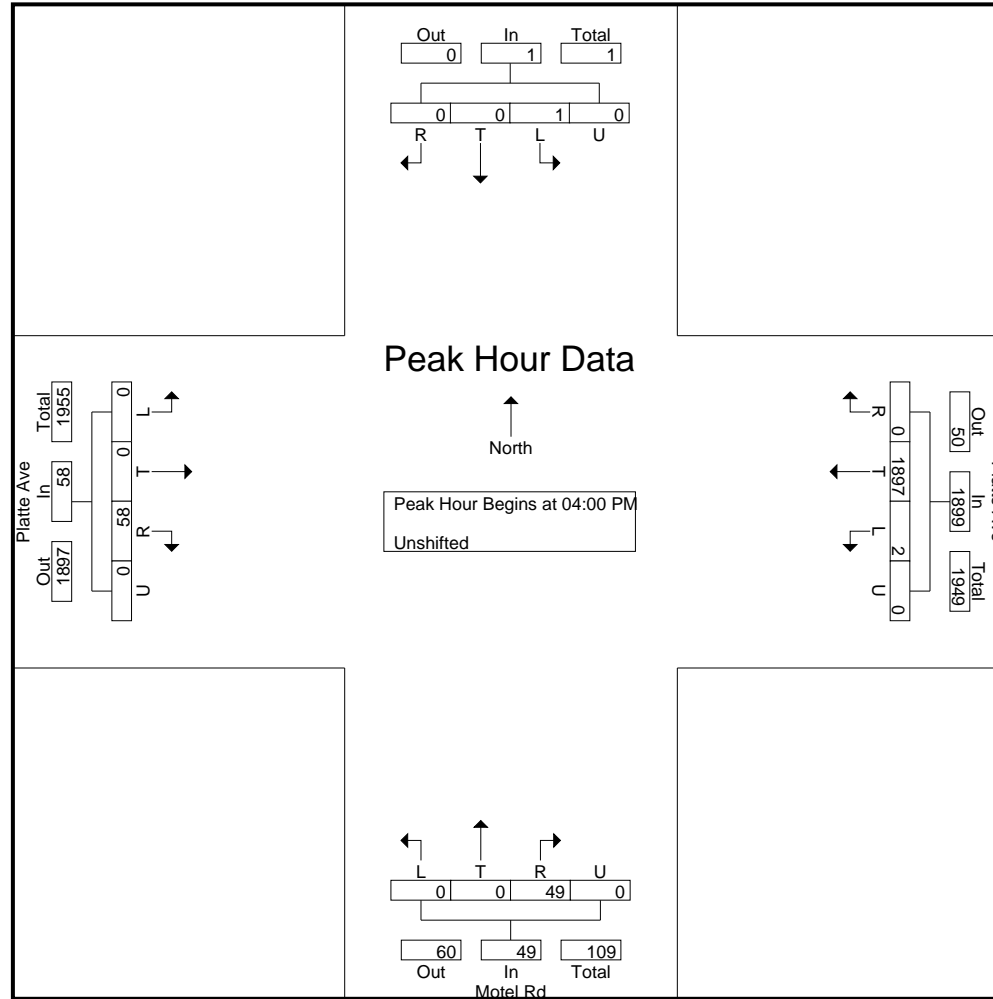 Out In Total
0 1 1
0 0 1 0
R T L U
Peak Hour Data
North
Peak Hour Begins at 04:00 PM
Unshifted
Platte Ave
Total In Out
1955 58 1897
0 0 58 0
L T R U
R T L U
0 1897 2 0
50 1899 1949
Out In Total
L T R U
0 0 49 0
60 49 109
Out In Total
Motel Rd